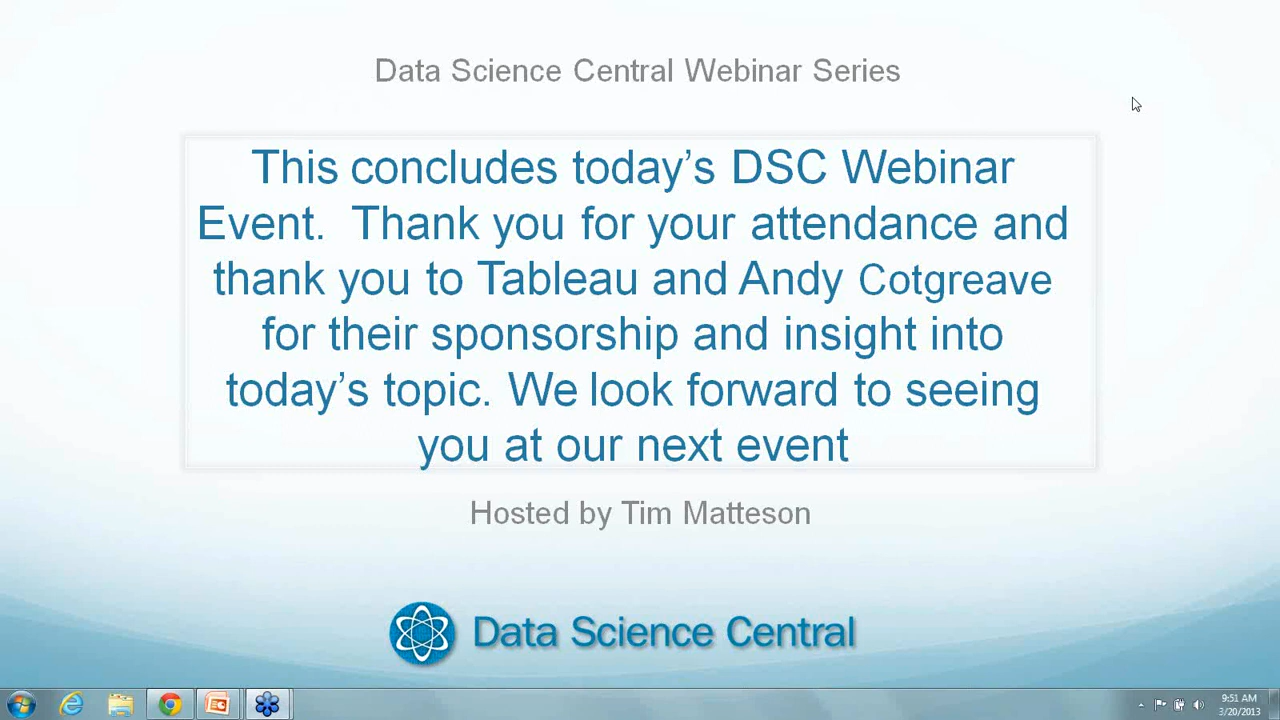 Data Science Central Webinar Series
This concludes today’s DSC Webinar
Event.  Thank you for your attendance and
thank you to Tableau and Andy Cotgreave
for their sponsorship and insight into
today’s topic. We look forward to seeing
you at our next event
Hosted by Tim Matteson
Data Science Central
9:51 AM
3/20/2013